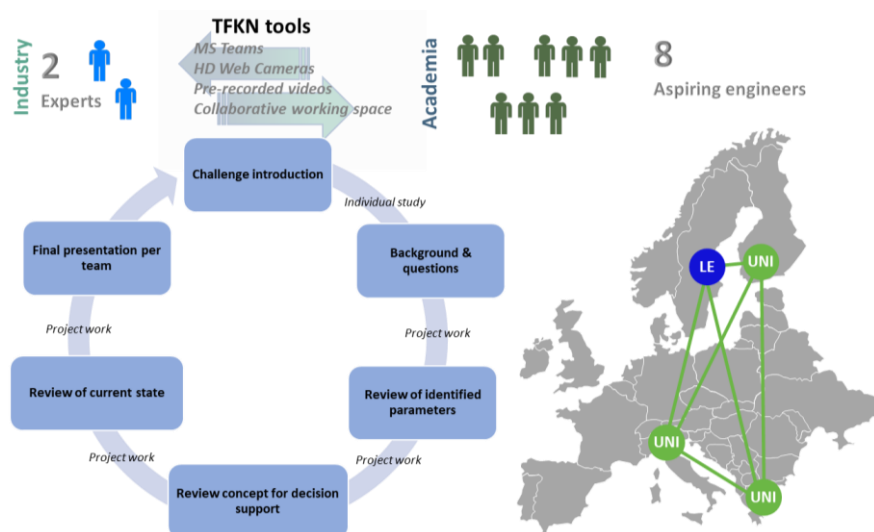 TFKN tools
MS Teams
HD Web Cameras
Pre-recorded videos
Collaborative working space
Industry
2
Experts
Academia
8
Aspiring engineers
Challenge introduction
Individual study
Background &
questions
Project work
Review of identified
parameters
Project work
Review concept for decision
support
Project work
Review of current state
Project work
Final presentation per
team
LE
UNI
UNI
UNI